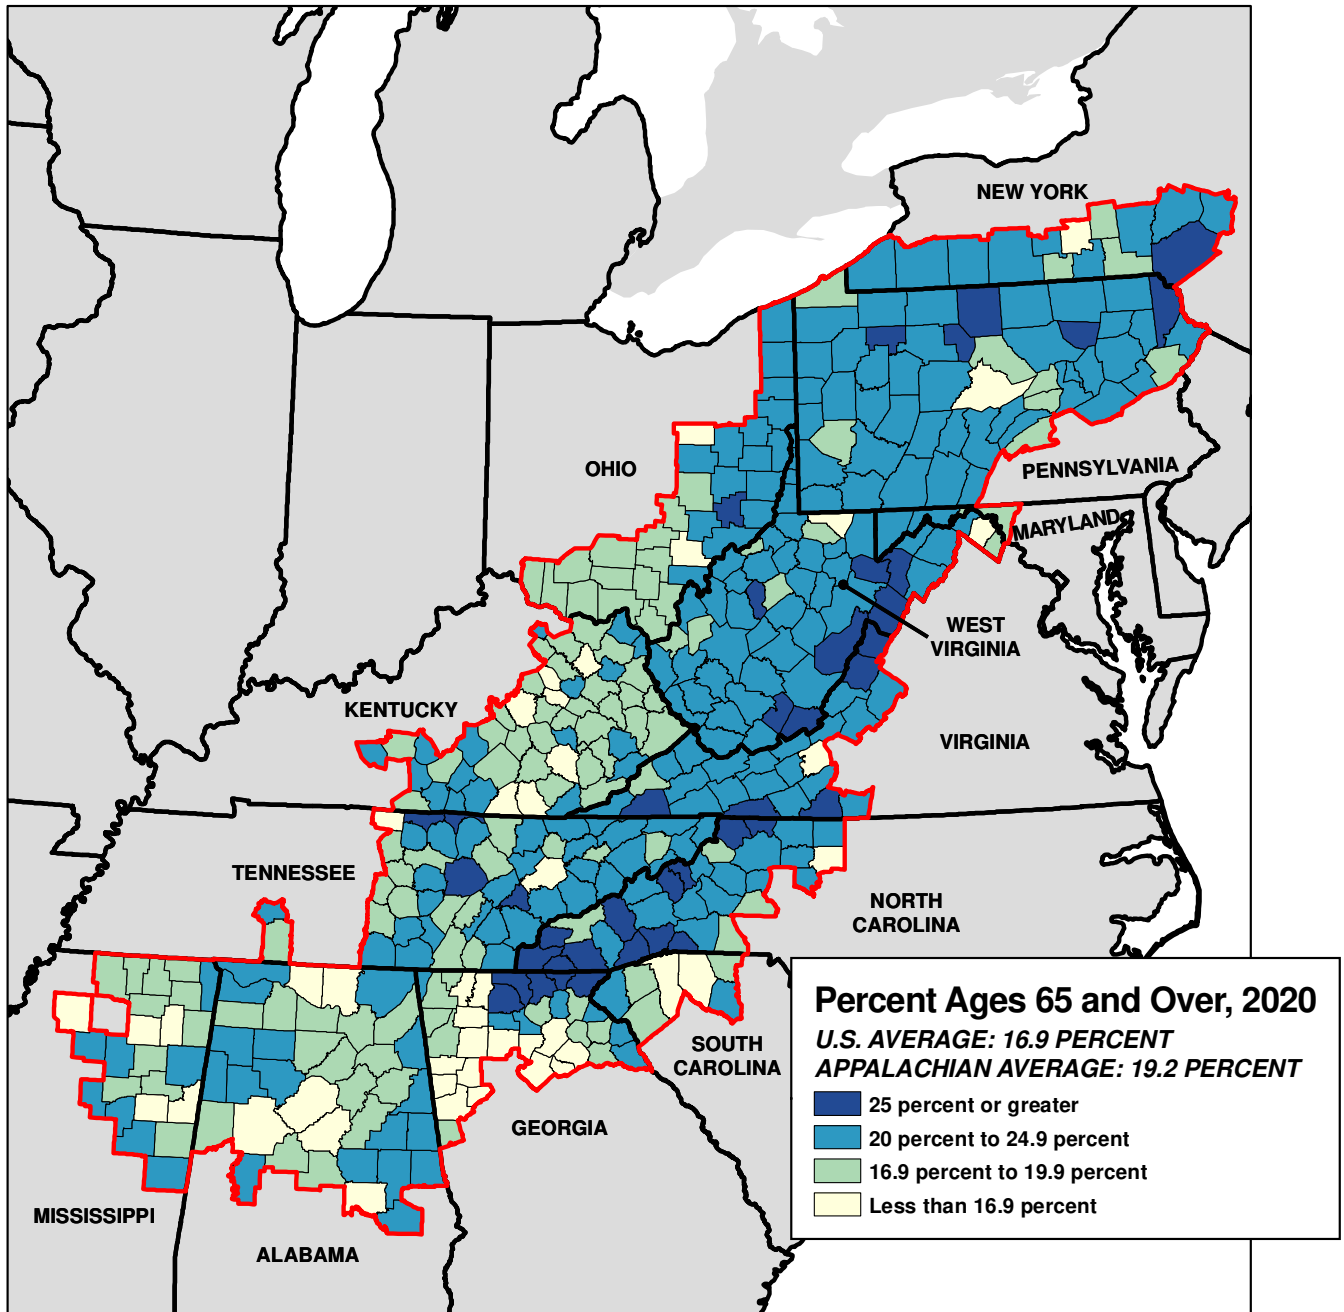 NEW YORK
PENNSYLVANIA
OHIO
MARYLAND
WEST
VIRGINIA
KENTUCKY
VIRGINIA
TENNESSEE
NORTH
CAROLINA
SOUTH
CAROLINA
GEORGIA
MISSISSIPPI
ALABAMA
Percent Ages 65 and Over, 2020
U.S. AVERAGE: 16.9 PERCENT
APPALACHIAN AVERAGE: 19.2 PERCENT
25 percent or greater
20 percent to 24.9 percent
16.9 percent to 19.9 percent
Less than 16.9 percent